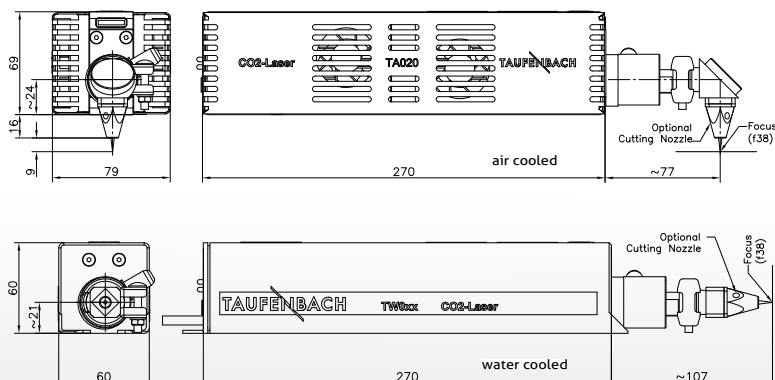 69
~24
16
9
79
CO2-Laser
TA020
TAUFENBACH
270
air cooled
~77
Optional
Cutting Nozzle
Focus
(f38)
60
~21
60
TAUFENBACH
TW0xx
CO2-Laser
270
water cooled
~107
Optional
Cutting Nozzle
Focus
(f38)